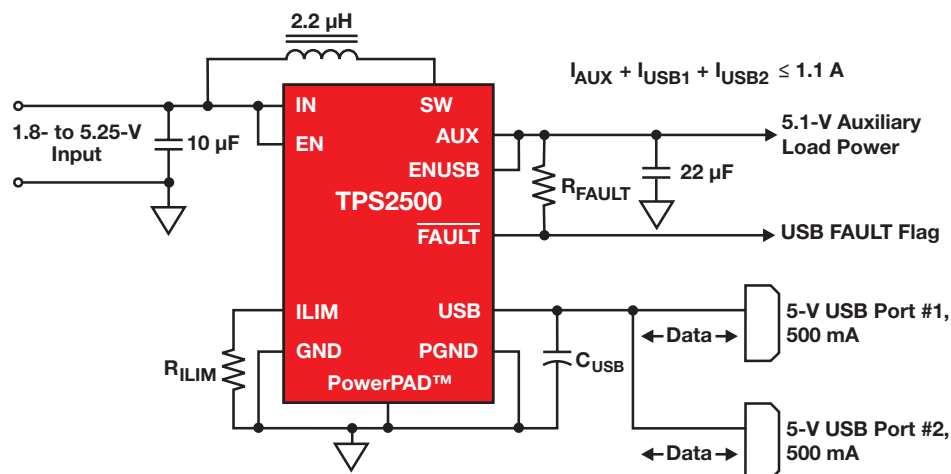 2.2 µH
I_AUX + I_USB1 + I_USB2 ≤ 1.1 A
IN
SW
1.8- to 5.25-V
Input
10 µF
EN
AUX
ENUSB
5.1-V Auxiliary
Load Power
TPS2500
R_FAULT
22 µF
FAULT
USB FAULT Flag
ILIM
USB
5-V USB Port #1,
500 mA
Data
R_ILIM
GND
PGND
C_USB
PowerPAD™
5-V USB Port #2,
500 mA
Data